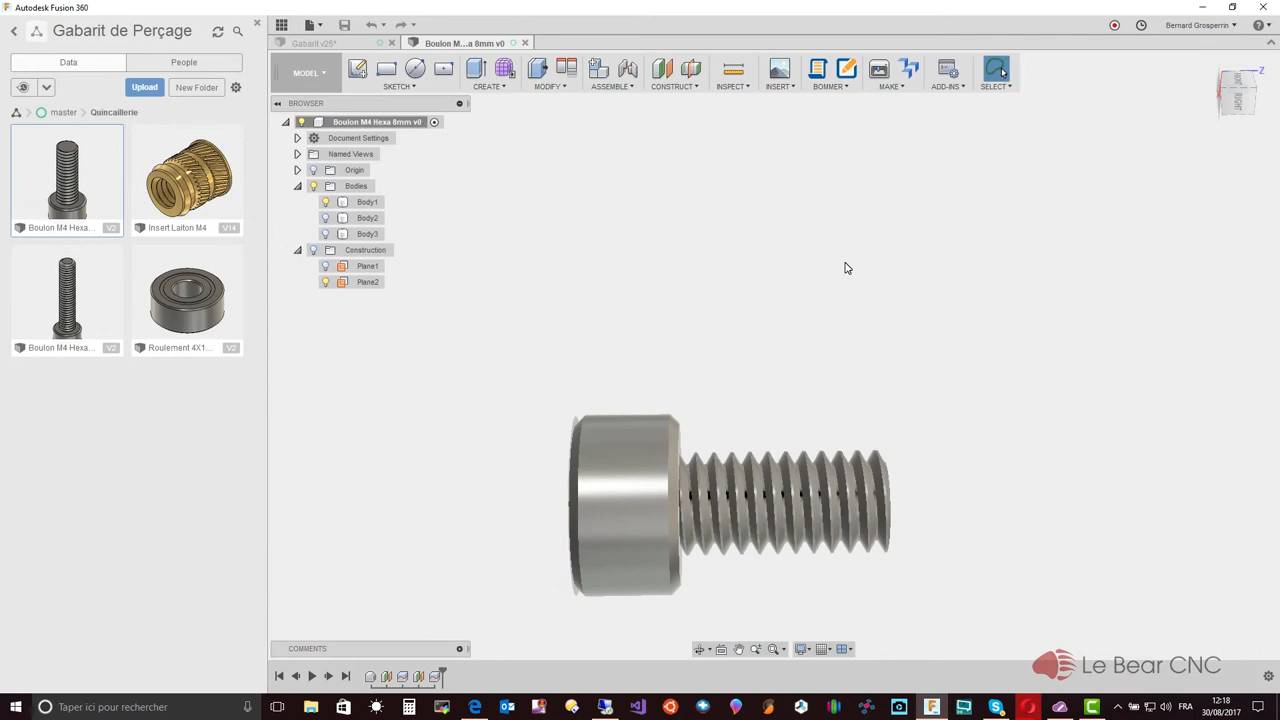 Autodesk Fusion 360
Gabarit de Perçage
Bernard Grosperrin
Gabarit v25*
Boulon M...a 8mm v0
Data
People
MODEL
SKETCH
CREATE
MODIFY
ASSEMBLE
CONSTRUCT
INSPECT
INSERT
BOMMER
MAKE
ADD-INS
SELECT
Upload
New Folder
master
Quincaillerie
BROWSER
Boulon M4 Hexa 8mm v0
Document Settings
Named Views
Origin
Bodies
Body1
Body2
Body3
Construction
Plane1
Plane2
Boulon M4 Hexa... V2
Insert Laiton M4 V14
Boulon M4 Hexa... V2
Roulement 4X1... V2
Z
RIGHT
COMMENTS
Le Bear CNC
Taper ici pour rechercher
FRA
12:18
30/08/2017